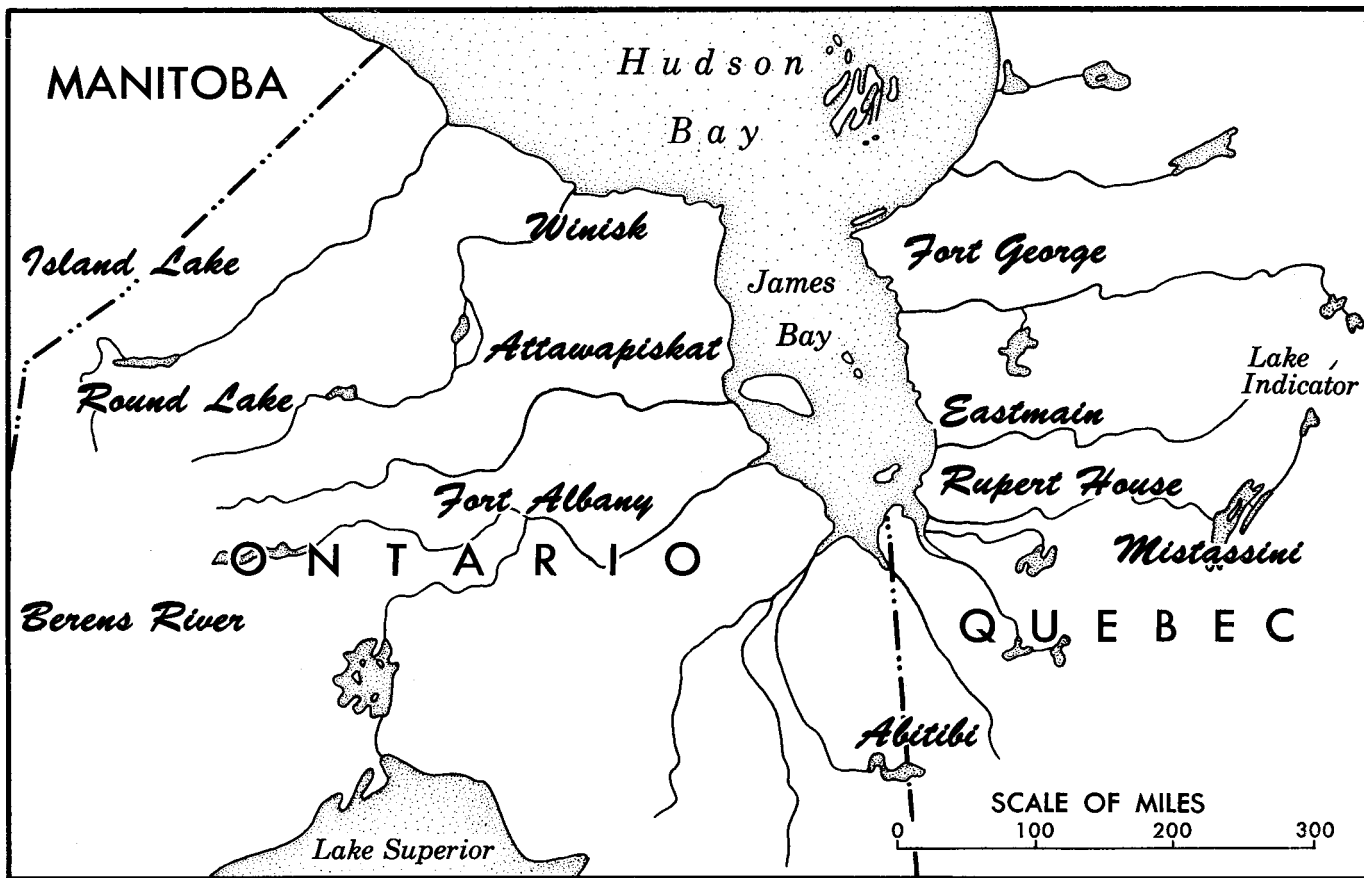 MANITOBA
Hudson
Bay
Winisk
Island Lake
Fort George
James
Bay
Attawapiskat
Lake
Indicator
Round Lake
Eastmain
Fort Albany
Rupert House
ONTARIO
Mistassini
Berens River
QUEBEC
Abitibi
SCALE OF MILES
0 100 200 300
Lake Superior